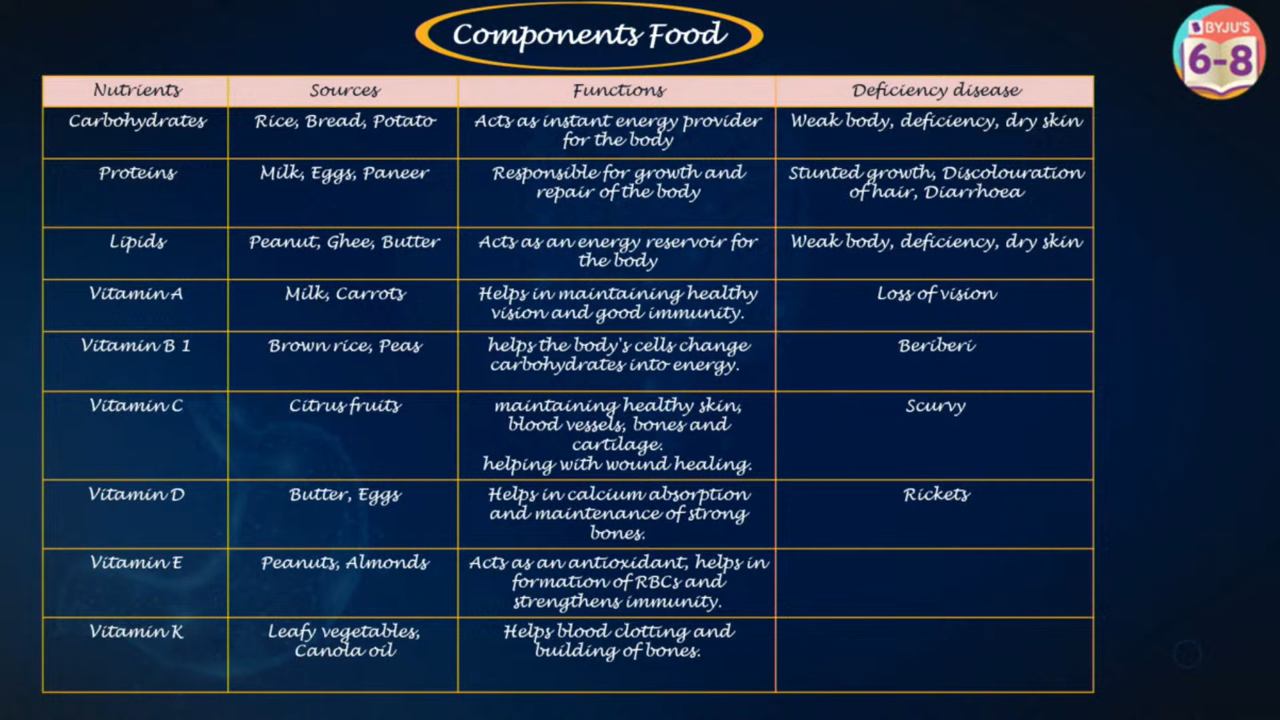 Components Food
BYJU'S
6-8
Nutrients Sources Functions Deficiency disease
Carbohydrates Rice, Bread, Potato Acts as instant energy provider Weak body, deficiency, dry skin
for the body
Proteins Milk, Eggs, Paneer Responsible for growth and Stunted growth, Discolouration
repair of the body of hair, Diarrhoea
Lipids Peanut, Ghee, Butter Acts as an energy reservoir for Weak body, deficiency, dry skin
the body
Vitamin A Milk, Carrots Helps in maintaining healthy Loss of vision
vision and good immunity.
Vitamin B 1 Brown rice, Peas helps the body's cells change Beriberi
carbohydrates into energy.
Vitamin C Citrus fruits maintaining healthy skin, Scurvy
blood vessels, bones and
cartilage.
helping with wound healing.
Vitamin D Butter, Eggs Helps in calcium absorption Rickets
and maintenance of strong
bones.
Vitamin E Peanuts, Almonds Acts as an antioxidant, helps in
formation of RBCs and
strengthens immunity.
Vitamin K Leafy vegetables, Helps blood clotting and
Canola oil building of bones.